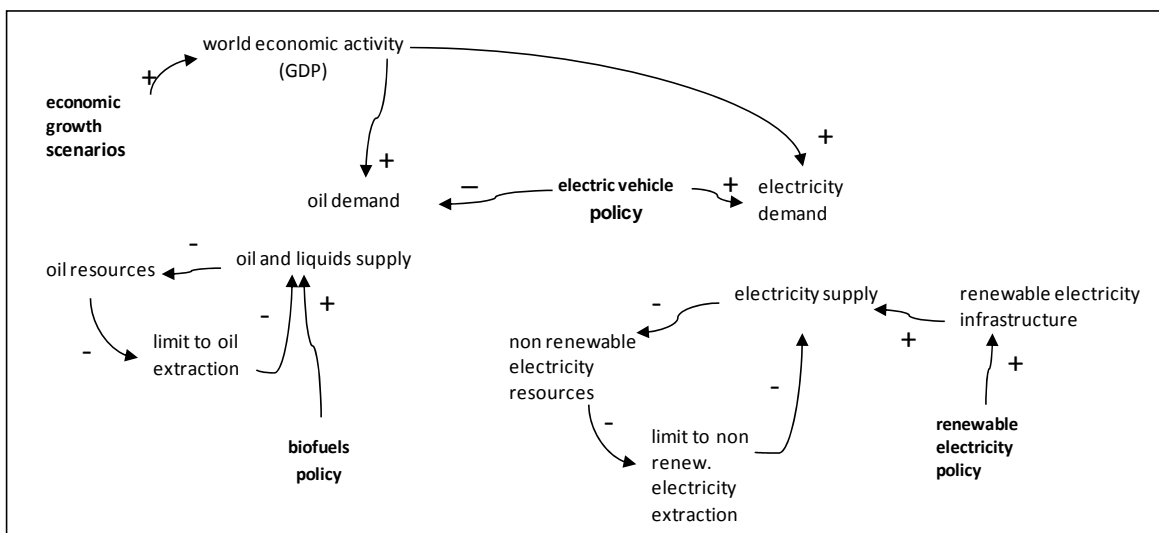 world economic activity
(GDP)
+
economic
growth
scenarios
+
+
oil demand
–
electric vehicle
policy
+
electricity
demand
-
oil resources
oil and liquids supply
-
limit to oil
extraction
-
+
biofuels
policy
electricity supply
renewable electricity
infrastructure
-
+
non renewable
electricity
resources
-
limit to non
renew.
electricity
extraction
-
+
renewable
electricity
policy